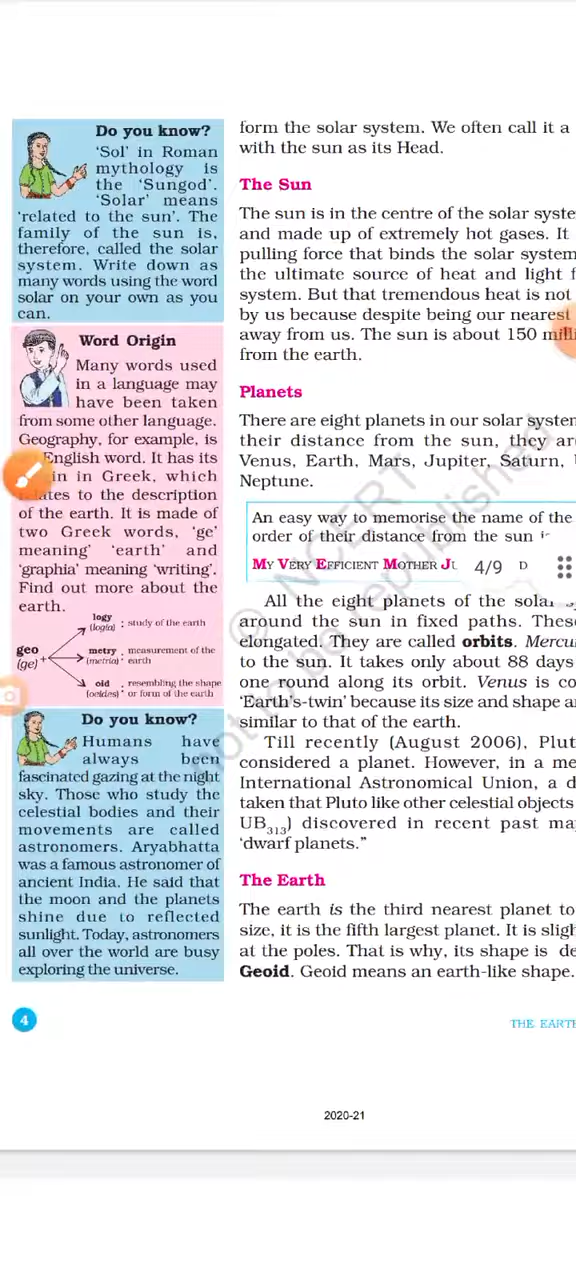 Do you know?
‘Sol’ in Roman
mythology is
the ‘Sungod’.
‘Solar’ means
‘related to the sun’. The
family of the sun is,
therefore, called the solar
system. Write down as
many words using the word
solar on your own as you
can.
Word Origin
Many words used
in a language may
have been taken
from some other language.
Geography, for example, is
English word. It has its
in in Greek, which
to the description
of the earth. It is made of
two Greek words, ‘ge’
meaning ‘earth’ and
‘graphia’ meaning ‘writing’.
Find out more about the
earth.
logy
(logia) : study of the earth
geo
(ge) +
metry : measurement of the
(metria) earth
oid : resembling the shape
(oeides) or form of the earth
Do you know?
Humans have
always been
fascinated gazing at the night
sky. Those who study the
celestial bodies and their
movements are called
astronomers. Aryabhatta
was a famous astronomer of
ancient India. He said that
the moon and the planets
shine due to reflected
sunlight. Today, astronomers
all over the world are busy
exploring the universe.
4
form the solar system. We often call it a
with the sun as its Head.
The Sun
The sun is in the centre of the solar syste
and made up of extremely hot gases. It
pulling force that binds the solar system
the ultimate source of heat and light f
system. But that tremendous heat is not
by us because despite being our nearest
away from us. The sun is about 150 milli
from the earth.
Planets
There are eight planets in our solar system
their distance from the sun, they ar
Venus, Earth, Mars, Jupiter, Saturn,
Neptune.
An easy way to memorise the name of the
order of their distance from the sun
MY VERY EFFICIENT MOTHER JU
4/9
All the eight planets of the solar
around the sun in fixed paths. These
elongated. They are called orbits. Mercu
to the sun. It takes only about 88 days
one round along its orbit. Venus is co
‘Earth’s-twin’ because its size and shape a
similar to that of the earth.
Till recently (August 2006), Plut
considered a planet. However, in a me
International Astronomical Union, a d
taken that Pluto like other celestial objects
UB313) discovered in recent past may
‘dwarf planets.”
The Earth
The earth is the third nearest planet to
size, it is the fifth largest planet. It is sligh
at the poles. That is why, its shape is de
Geoid. Geoid means an earth-like shape.
THE EARTH
2020-21
© NCERT
not to be republished